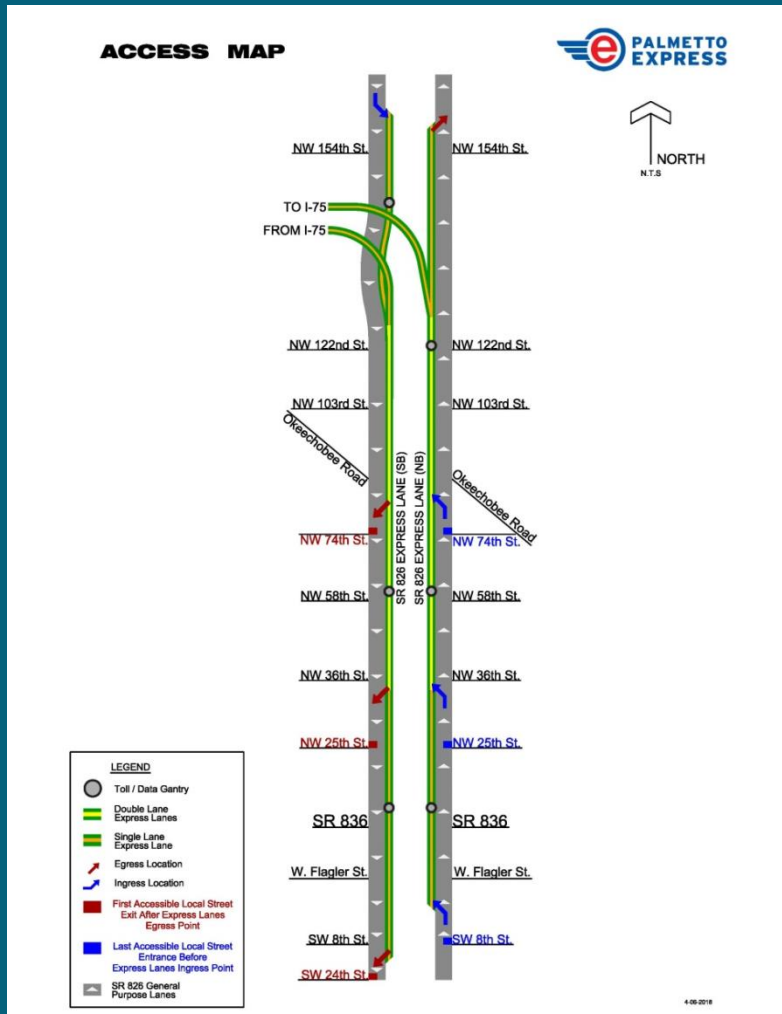 ACCESS MAP
e PALMETTO
EXPRESS
NORTH
N.T.S
NW 154th St.
NW 154th St.
TO I-75
FROM I-75
NW 122nd St.
NW 122nd St.
NW 103rd St.
NW 103rd St.
Okeechobee Road
Okeechobee Road
SR 826 EXPRESS LANE (SB)
SR 826 EXPRESS LANE (NB)
NW 74th St.
NW 74th St.
NW 58th St.
NW 58th St.
NW 36th St.
NW 36th St.
NW 25th St.
NW 25th St.
SR 836
SR 836
W. Flagler St.
W. Flagler St.
SW 8th St.
SW 8th St.
SW 24th St.
LEGEND
Toll / Data Gantry
Double Lane
Express Lanes
Single Lane
Express Lane
Egress Location
Ingress Location
First Accessible Local Street
Exit After Express Lanes
Egress Point
Last Accessible Local Street
Entrance Before
Express Lanes Ingress Point
SR 826 General
Purpose Lanes
4-06-2018